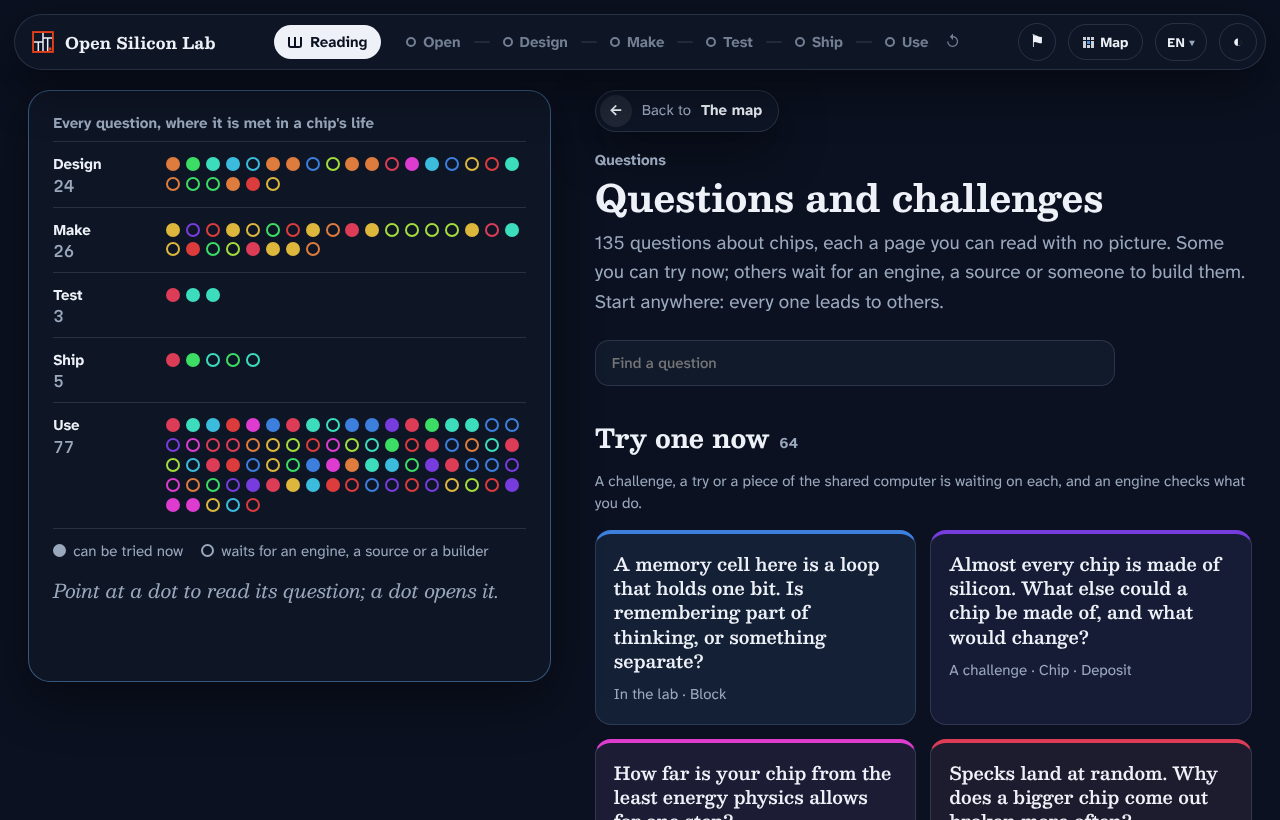 Open Silicon Lab
Reading
Open
Design
Make
Test
Ship
Use
Map
EN
Every question, where it is met in a chip's life
Design
24
Make
26
Test
3
Ship
5
Use
77
can be tried now
waits for an engine, a source or a builder
Point at a dot to read its question; a dot opens it.
Back to The map
Questions
Questions and challenges
135 questions about chips, each a page you can read with no picture. Some
you can try now; others wait for an engine, a source or someone to build them.
Start anywhere: every one leads to others.
Find a question
Try one now 64
A challenge, a try or a piece of the shared computer is waiting on each, and an engine checks what
you do.
A memory cell here is a loop
that holds one bit. Is
remembering part of
thinking, or something
separate?
In the lab · Block
Almost every chip is made of
silicon. What else could a
chip be made of, and what
would change?
A challenge · Chip · Deposit
How far is your chip from the
least energy physics allows
for one step?
Specks land at random. Why
does a bigger chip come out
broken more often?